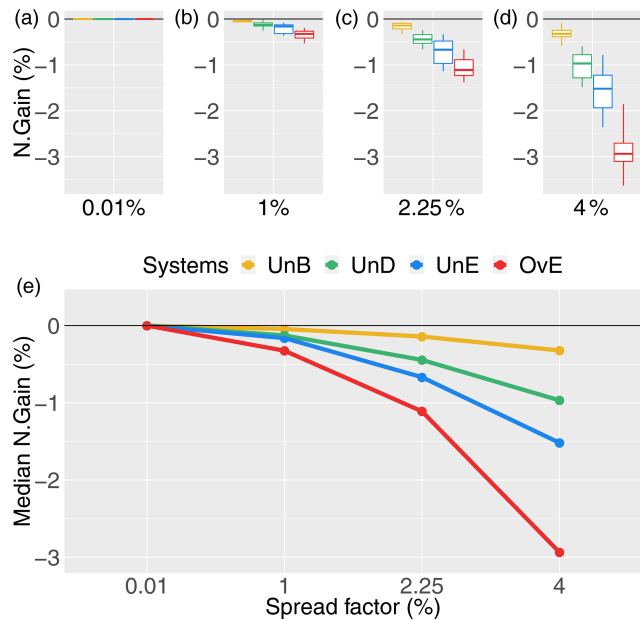 (a) (b) (c) (d)
N.Gain (%)
0 0 0 0
−1 −1 −1 −1
−2 −2 −2 −2
−3 −3 −3 −3
0.01% 1% 2.25% 4%
Systems UnB UnD UnE OvE
(e)
Median N.Gain (%)
0
−1
−2
−3
0.01 1 2.25 4
Spread factor (%)